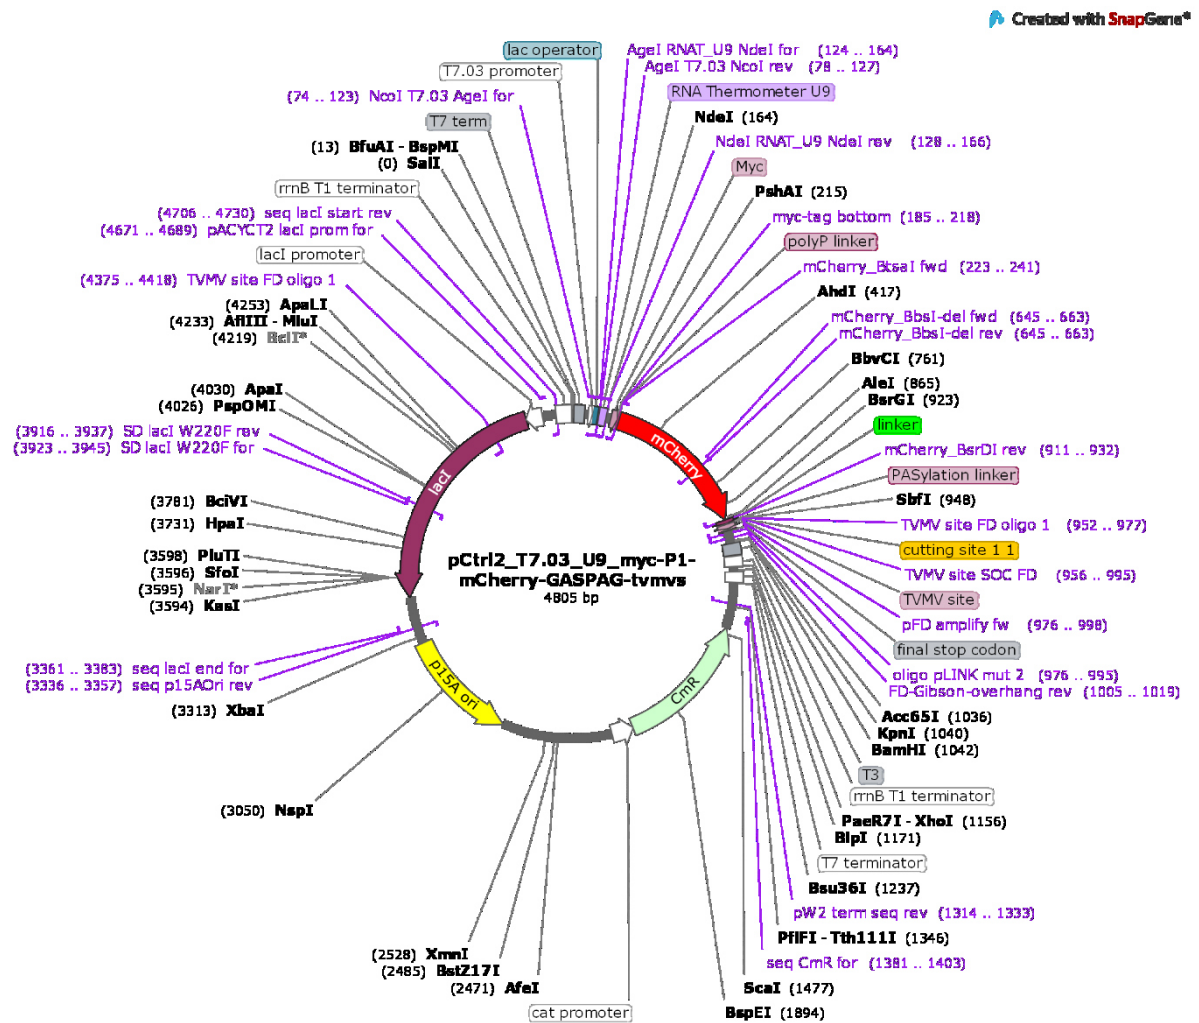 Created with SnapGene®
lac operator
T7.03 promoter
(74 .. 123) NcoI T7.03 AgeI for
T7 term
(13) BfuAI - BspMI
(0) SalI
rrnB T1 terminator
(4706 .. 4730) seq lacI start rev
(4671 .. 4689) pACYCT2 lacI prom for
lacI promoter
(4375 .. 4418) TVMV site FD oligo 1
(4253) ApaLI
(4233) AflIII - MluI
(4219) BclI*
(4030) ApaI
(4026) PspOMI
(3916 .. 3937) SD lacI W220F rev
(3923 .. 3945) SD lacI W220F for
(3781) BciVI
(3731) HpaI
(3598) PluTI
(3596) SfoI
(3595) NarI*
(3594) KasI
(3361 .. 3383) seq lacI end for
(3336 .. 3357) seq p15AOri rev
(3313) XbaI
(3050) NspI
(2528) XmnI
(2485) BstZ17I
(2471) AfeI
cat promoter
AgeI RNAT_U9 NdeI for (124 .. 164)
AgeI T7.03 NcoI rev (78 .. 127)
RNA Thermometer U9
NdeI (164)
NdeI RNAT_U9 NdeI rev (128 .. 166)
Myc
PshAI (215)
myc-tag bottom (185 .. 218)
polyP linker
mCherry_BtsaI fwd (223 .. 241)
AhdI (417)
mCherry_BbsI-del fwd (645 .. 663)
mCherry_BbsI-del rev (645 .. 663)
BbvCI (761)
AleI (865)
BsrGI (923)
linker
mCherry_BsrDI rev (911 .. 932)
PASylation linker
SbfI (948)
TVMV site FD oligo 1 (952 .. 977)
cutting site 1 1
TVMV site SOC FD (956 .. 995)
TVMV site
pFD amplify fw (976 .. 998)
final stop codon
oligo pLINK mut 2 (976 .. 995)
FD-Gibson-overhang rev (1005 .. 1019)
Acc65I (1036)
KpnI (1040)
BamHI (1042)
T3
rrnB T1 terminator
PaeR7I - XhoI (1156)
BlpI (1171)
T7 terminator
Bsu36I (1237)
pW2 term seq rev (1314 .. 1333)
PflFI - Tth111I (1346)
seq CmR for (1381 .. 1403)
ScaI (1477)
BspEI (1894)
mCherry
lacI
p15A ori
CmR
pCtrl2_T7.03_U9_myc-P1-
mCherry-GASPAG-tvmvs
4805 bp